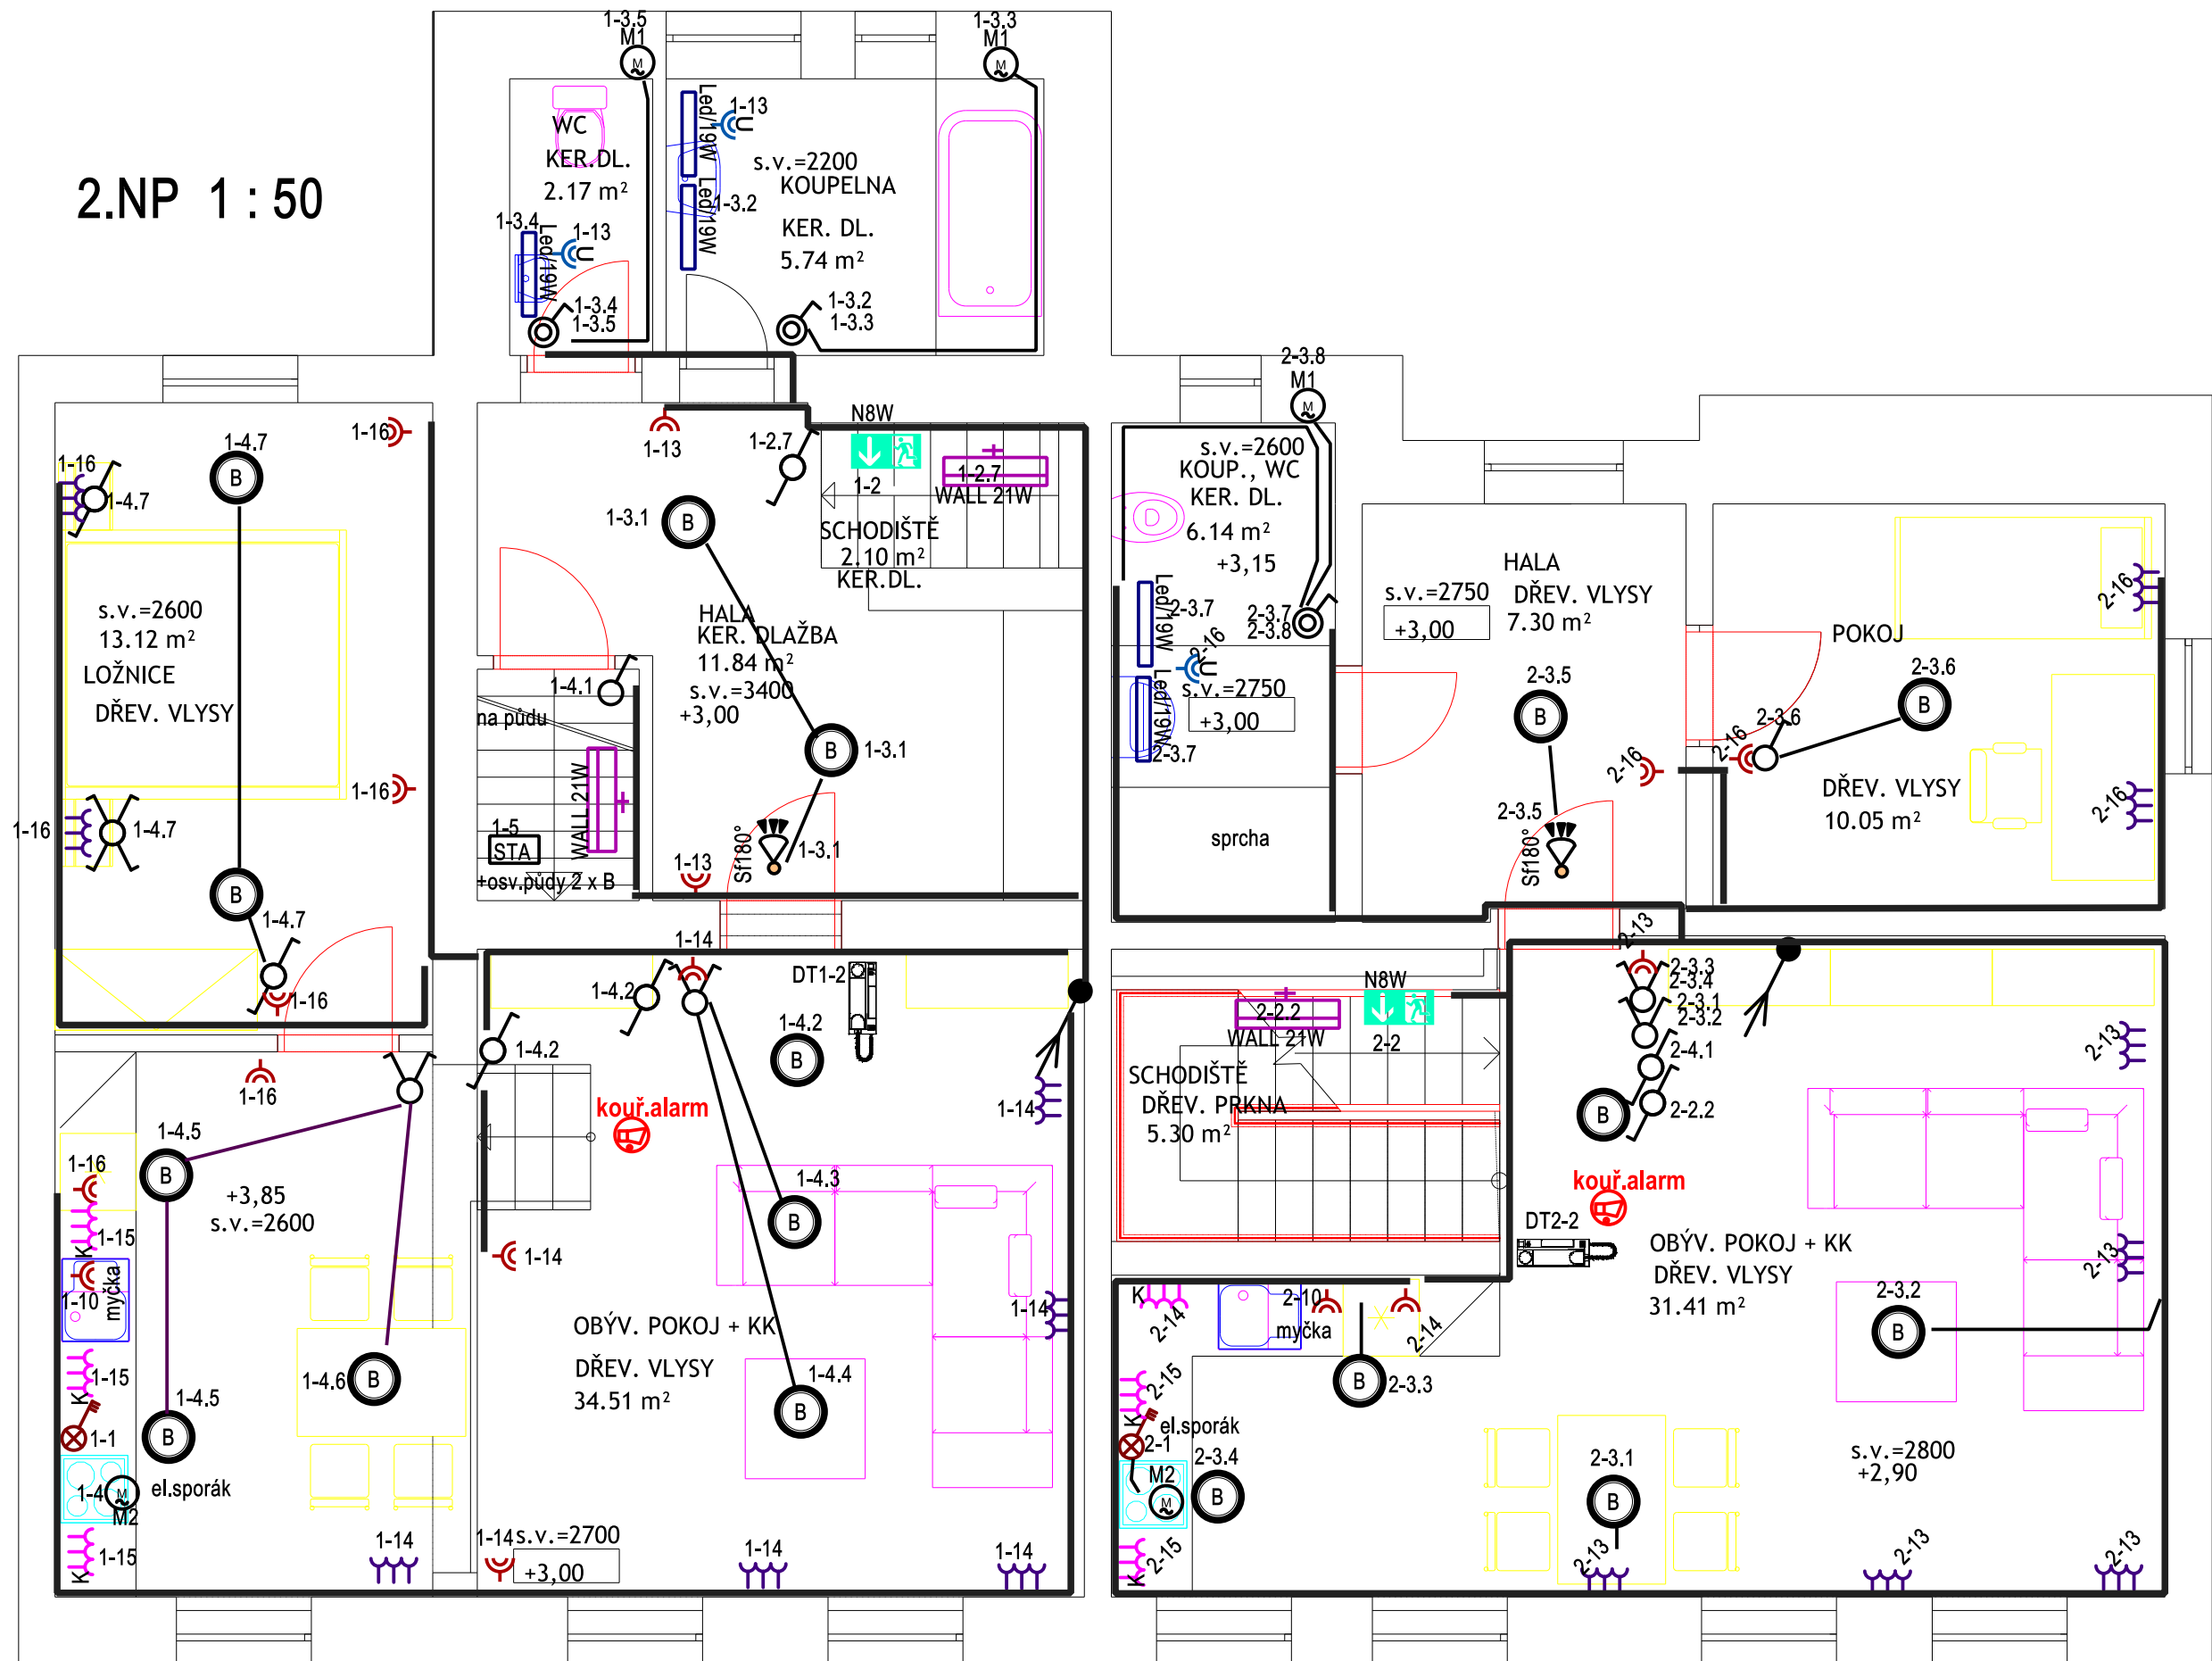 2.NP 1 : 50
1-3.5
M1
M
1-3.3
M1
M
WC
KER.DL.
2.17 m²
Led/19W
1-13
U
Led/19W
1-3.2
s.v.=2200
KOUPELNA
KER. DL.
5.74 m²
1-3.4
Led/19W
1-13
U
1-3.4
1-3.5
1-3.2
1-3.3
1-4.7
B
1-16
1-16
1-4.7
s.v.=2600
13.12 m²
LOŽNICE
DŘEV. VLYSY
1-16
1-16
1-4.7
B
1-4.7
1-16
1-13
1-2.7
N8W
1-2
1-2.7
WALL 21W
SCHODIŠTĚ
2.10 m²
KER.DL.
1-3.1
B
HALA
KER. DLAŽBA
11.84 m²
s.v.=3400
+3,00
1-4.1
na půdu
WALL 21W
1-5
STA
+osv.půdy 2 x B
B
1-3.1
Sf180°
1-3.1
1-13
2-3.8
M1
M
s.v.=2600
KOUP., WC
KER. DL.
6.14 m²
+3,15
Led/19W
2-3.7
2-3.7
2-3.8
2-16
U
Led/19W
s.v.=2750
+3,00
2-3.7
sprcha
HALA
s.v.=2750
+3,00
DŘEV. VLYSY
7.30 m²
2-3.5
B
2-3.5
Sf180°
2-16
2-16
POKOJ
2-3.6
B
2-3.6
2-16
2-16
DŘEV. VLYSY
10.05 m²
1-14
1-4.2
DT1-2
1-4.2
B
1-4.2
1-16
kouř.alarm
1-14
1-4.5
B
1-16
1-15
K
+3,85
s.v.=2600
1-10
myčka
1-14
1-4.3
B
1-14
OBÝV. POKOJ + KK
DŘEV. VLYSY
34.51 m²
1-4.4
B
1-15
K
1-4.5
B
1-4.6
B
1-1
1-4
M
M2
el.sporák
1-15
K
1-14
1-14
s.v.=2700
+3,00
1-14
1-14
N8W
2-2
2-2.2
WALL 21W
SCHODIŠTĚ
DŘEV. PRKNA
5.30 m²
2-13
2-3.3
2-3.4
2-3.1
2-3.2
2-4.1
2-2.2
B
2-13
kouř.alarm
DT2-2
OBÝV. POKOJ + KK
DŘEV. VLYSY
31.41 m²
2-13
2-3.2
B
K
2-14
2-10
myčka
2-14
B
2-3.3
2-15
K
el.sporák
2-1
M2
M
2-3.4
B
2-3.1
B
s.v.=2800
+2,90
2-15
K
2-13
2-13
2-13